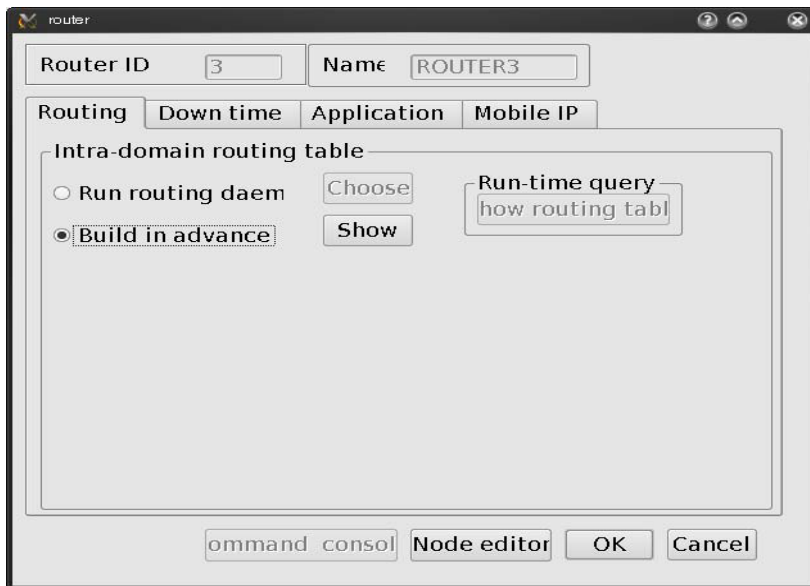 router
Router ID 3 Name ROUTER3
Routing Down time Application Mobile IP
Intra-domain routing table
Run routing daem Choose Run-time query
how routing tabl
Build in advance Show
ommand consol Node editor OK Cancel